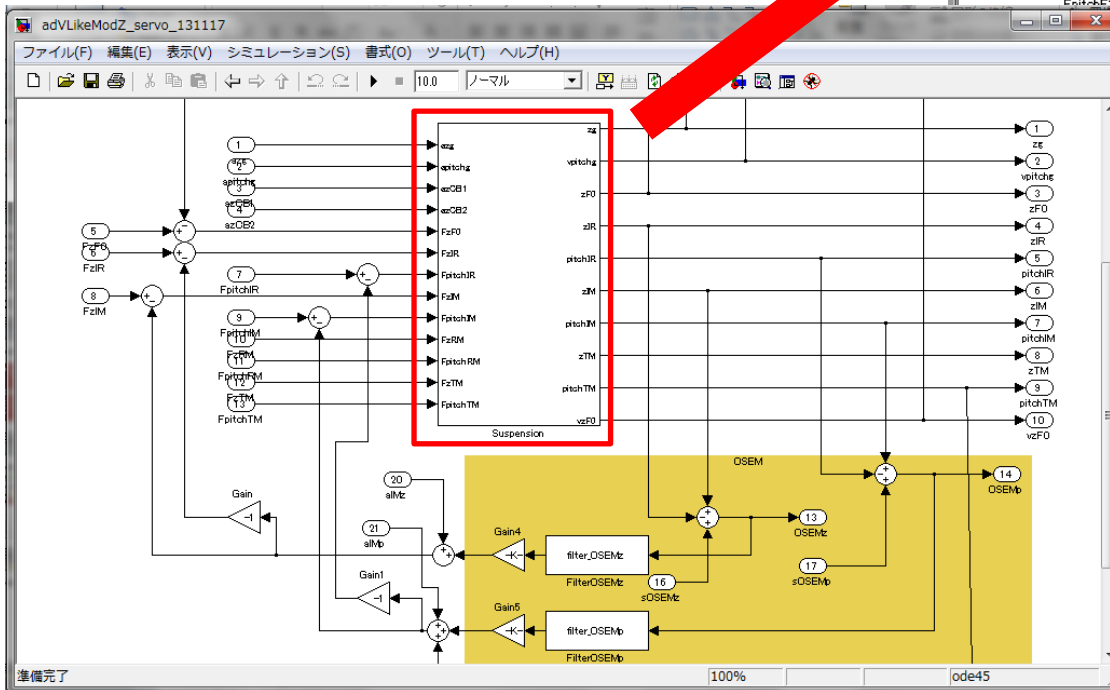 adVLikeModZ_servo_131117
ファイル(F) 編集(E) 表示(V) シミュレーション(S) 書式(O) ツール(T) ヘルプ(H)
10.0 ノーマル
1
2
apitchg
3
azCB1
4
azCB2
5
FzF0
6
FzIR
7
FpitchIR
8
FzIM
9
FpitchIM
10
FzRM
11
FpitchRM
12
FzTM
13
FpitchTM
azg
apitchg
azCB1
azCB2
FzF0
FzIR
FpitchIR
FzIM
FpitchIM
FzRM
FpitchRM
FzTM
FpitchTM
zg
vpitchg
zF0
zIR
pitchIR
zIM
pitchIM
zTM
pitchTM
vzF0
Suspension
1
zg
2
vpitchg
3
zF0
4
zIR
5
pitchIR
6
zIM
7
pitchIM
8
zTM
9
pitchTM
10
vzF0
OSEM
14
OSEMp
13
OSEMz
17
sOSEMp
16
sOSEMz
20
aIMz
21
aIMp
Gain
-1
Gain1
-1
Gain4
-K-
filter_OSEMz
FilterOSEMz
Gain5
-K-
filter_OSEMp
FilterOSEMp
準備完了
100%
ode45